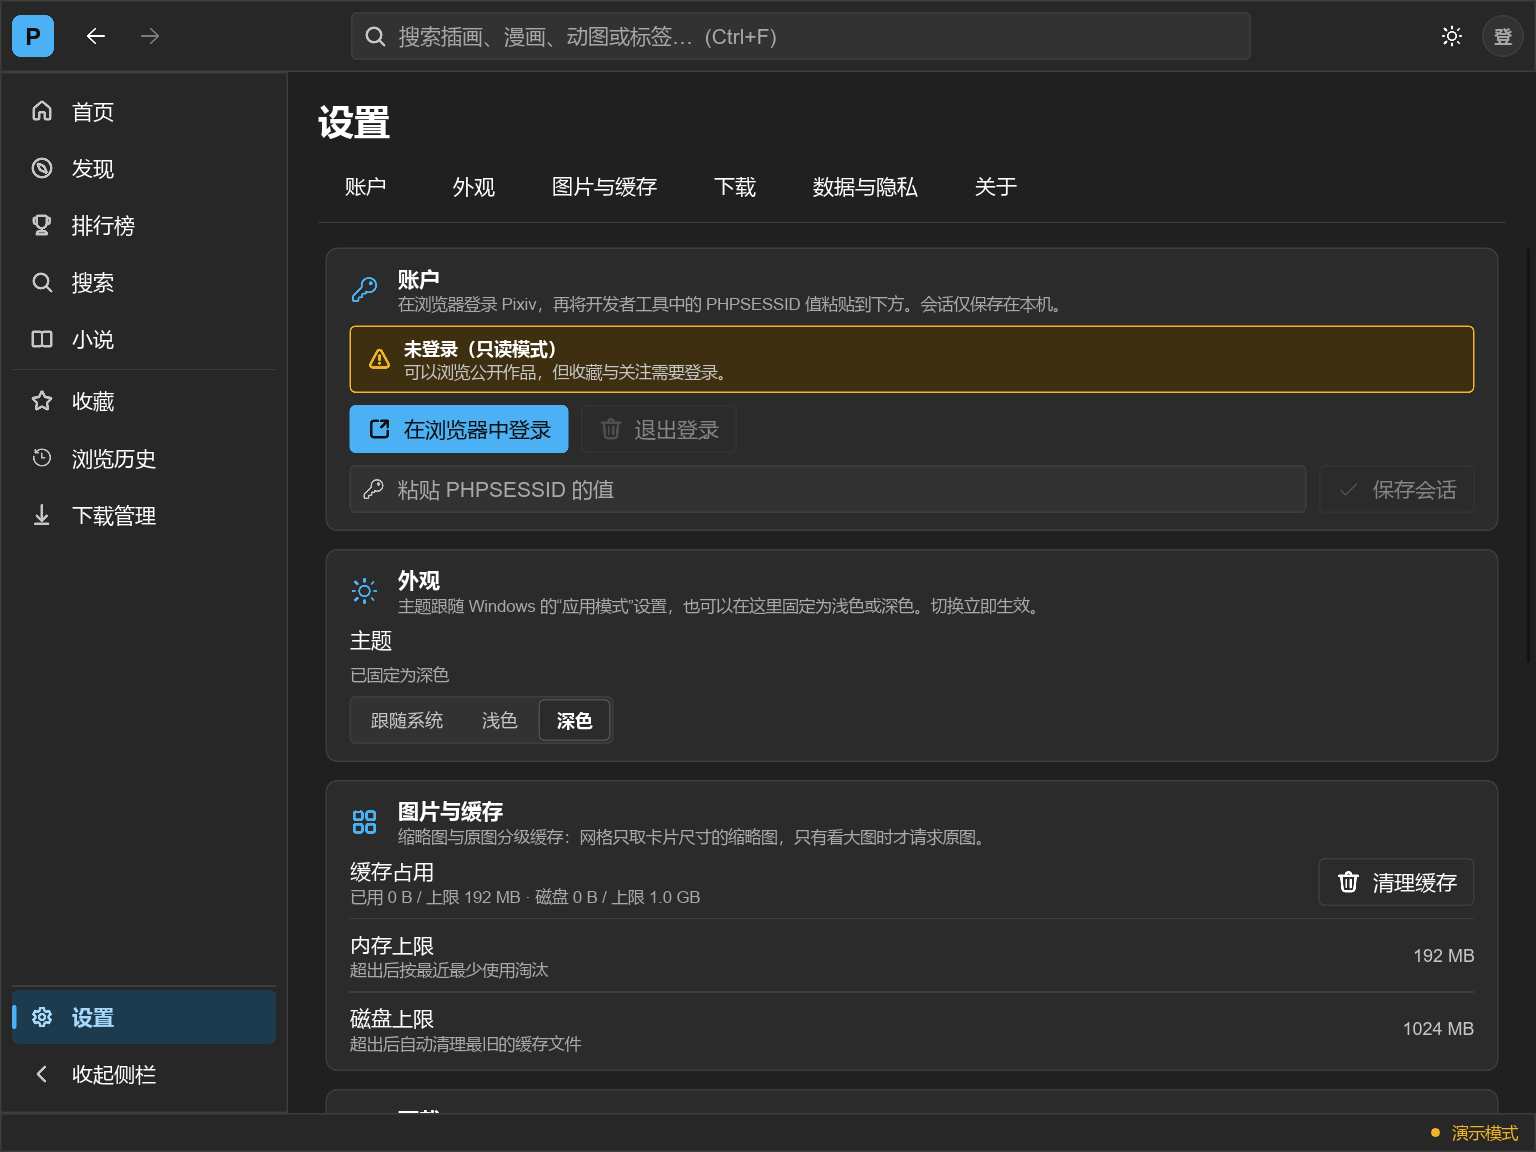 P
搜索插画、漫画、动图或标签… (Ctrl+F)
登
首页
发现
排行榜
搜索
小说
收藏
浏览历史
下载管理
设置
收起侧栏
设置
账户 外观 图片与缓存 下载 数据与隐私 关于
账户
在浏览器登录 Pixiv，再将开发者工具中的 PHPSESSID 值粘贴到下方。会话仅保存在本机。
未登录（只读模式）
可以浏览公开作品，但收藏与关注需要登录。
在浏览器中登录 退出登录
粘贴 PHPSESSID 的值 保存会话
外观
主题跟随 Windows 的“应用模式”设置，也可以在这里固定为浅色或深色。切换立即生效。
主题
已固定为深色
跟随系统 浅色 深色
图片与缓存
缩略图与原图分级缓存：网格只取卡片尺寸的缩略图，只有看大图时才请求原图。
缓存占用
已用 0 B / 上限 192 MB · 磁盘 0 B / 上限 1.0 GB
清理缓存
内存上限
超出后按最近最少使用淘汰
192 MB
磁盘上限
超出后自动清理最旧的缓存文件
1024 MB
演示模式